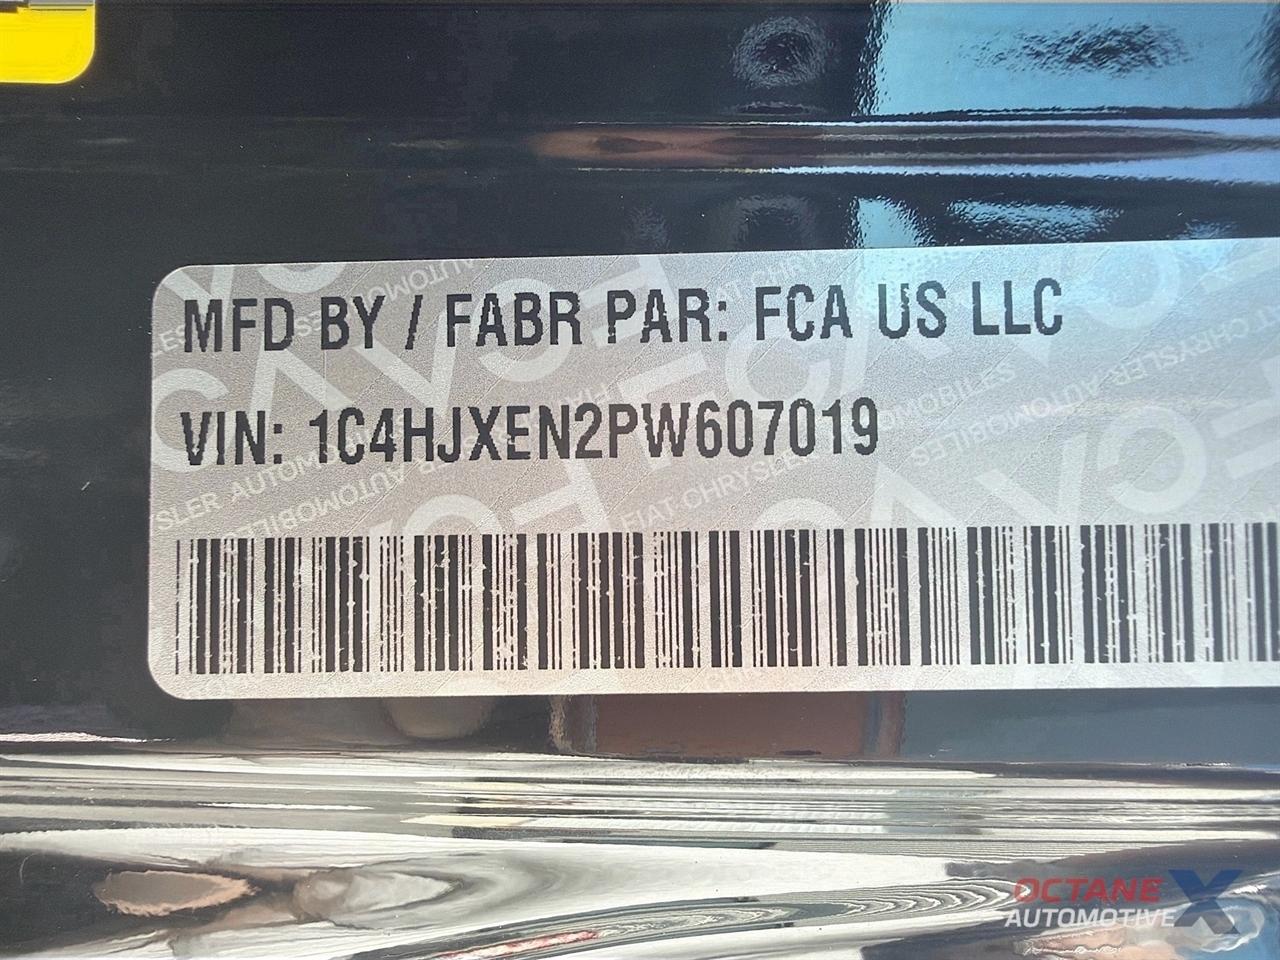 MFD BY / FABR PAR: FCA US LLC
VIN: 1C4HJXEN2PW607019
OCTANE X
AUTOMOTIVE